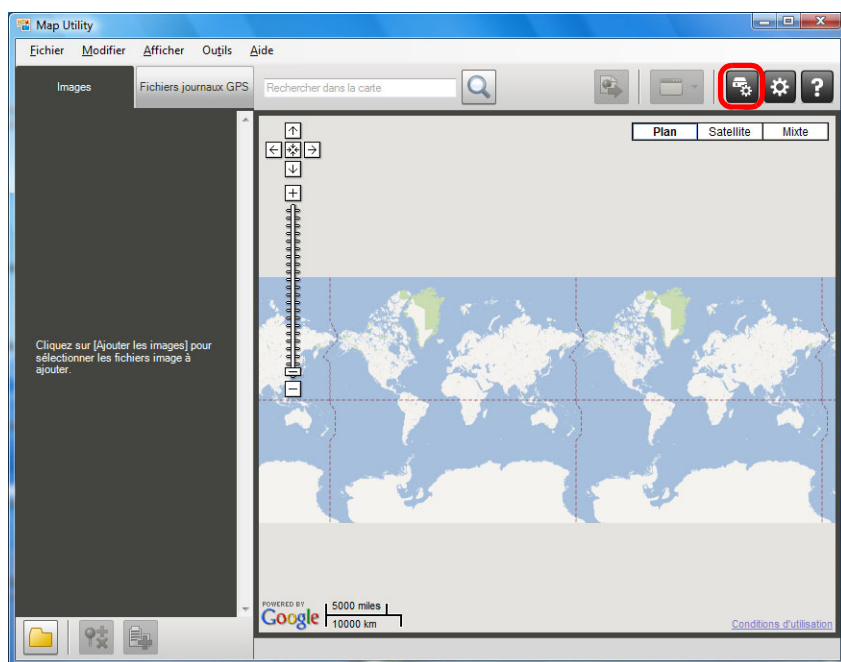 Map Utility
Fichier Modifier Afficher Outils Aide
Images
Fichiers journaux GPS
Rechercher dans la carte
?
Plan
Satellite
Mixte
Cliquez sur [Ajouter les images] pour
sélectionner les fichiers image à
ajouter.
POWERED BY
Google
5000 miles
10000 km
Conditions d'utilisation